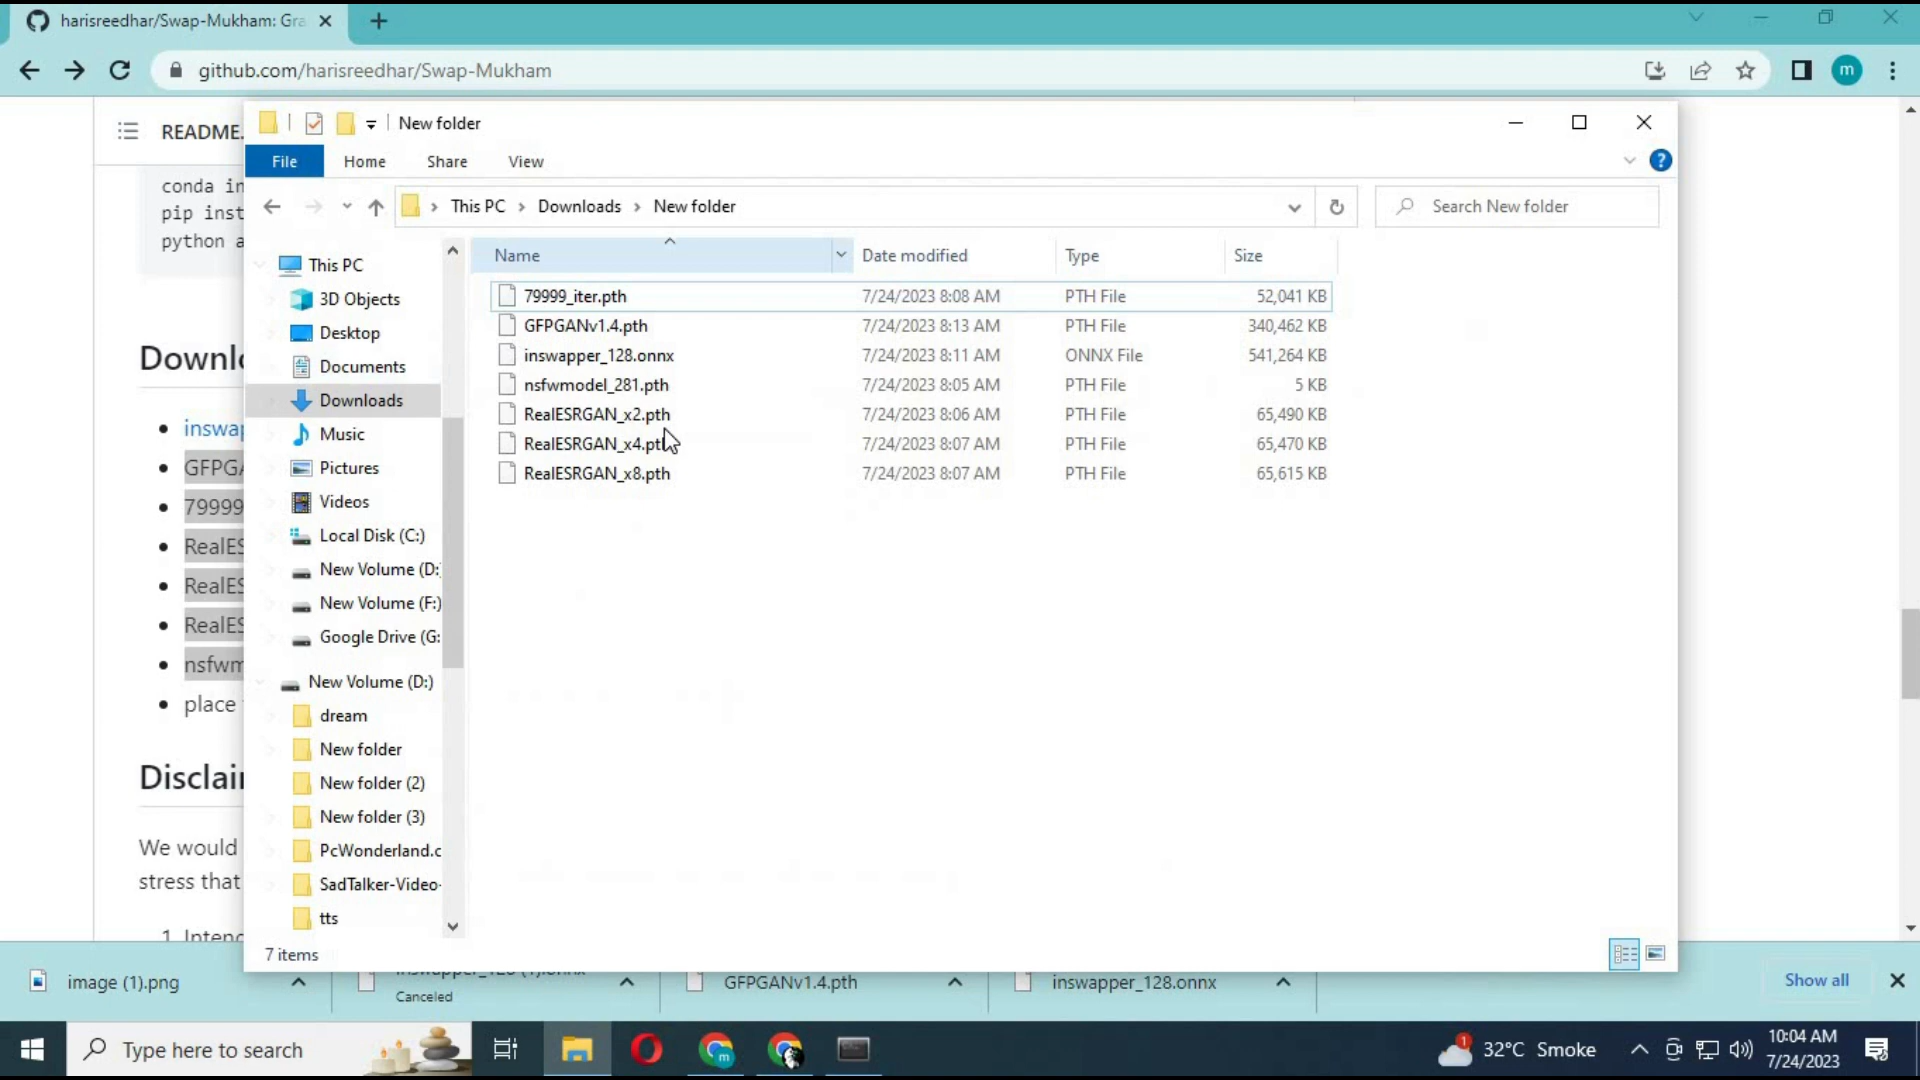 harisreedhar/Swap-Mukham: Gra
github.com/harisreedhar/Swap-Mukham
m
README.
conda in
pip inst
python a
Downlo
inswap
GFPGA
79999
RealES
RealES
RealES
nsfwm
place
Disclai
We would
stress that
1. Intend
New folder
File Home Share View
This PC Downloads New folder
Search New folder
This PC
3D Objects
Desktop
Documents
Downloads
Music
Pictures
Videos
Local Disk (C:)
New Volume (D:
New Volume (F:)
Google Drive (G:
New Volume (D:)
dream
New folder
New folder (2)
New folder (3)
PcWonderland.c
SadTalker-Video-
tts
Name Date modified Type Size
79999_iter.pth 7/24/2023 8:08 AM PTH File 52,041 KB
GFPGANv1.4.pth 7/24/2023 8:13 AM PTH File 340,462 KB
inswapper_128.onnx 7/24/2023 8:11 AM ONNX File 541,264 KB
nsfwmodel_281.pth 7/24/2023 8:05 AM PTH File 5 KB
RealESRGAN_x2.pth 7/24/2023 8:06 AM PTH File 65,490 KB
RealESRGAN_x4.pth 7/24/2023 8:07 AM PTH File 65,470 KB
RealESRGAN_x8.pth 7/24/2023 8:07 AM PTH File 65,615 KB
7 items
image (1).png
inswapper_128 (1).onnx
Canceled
GFPGANv1.4.pth
inswapper_128.onnx
Show all
Type here to search
m
1
32°C Smoke
10:04 AM
7/24/2023